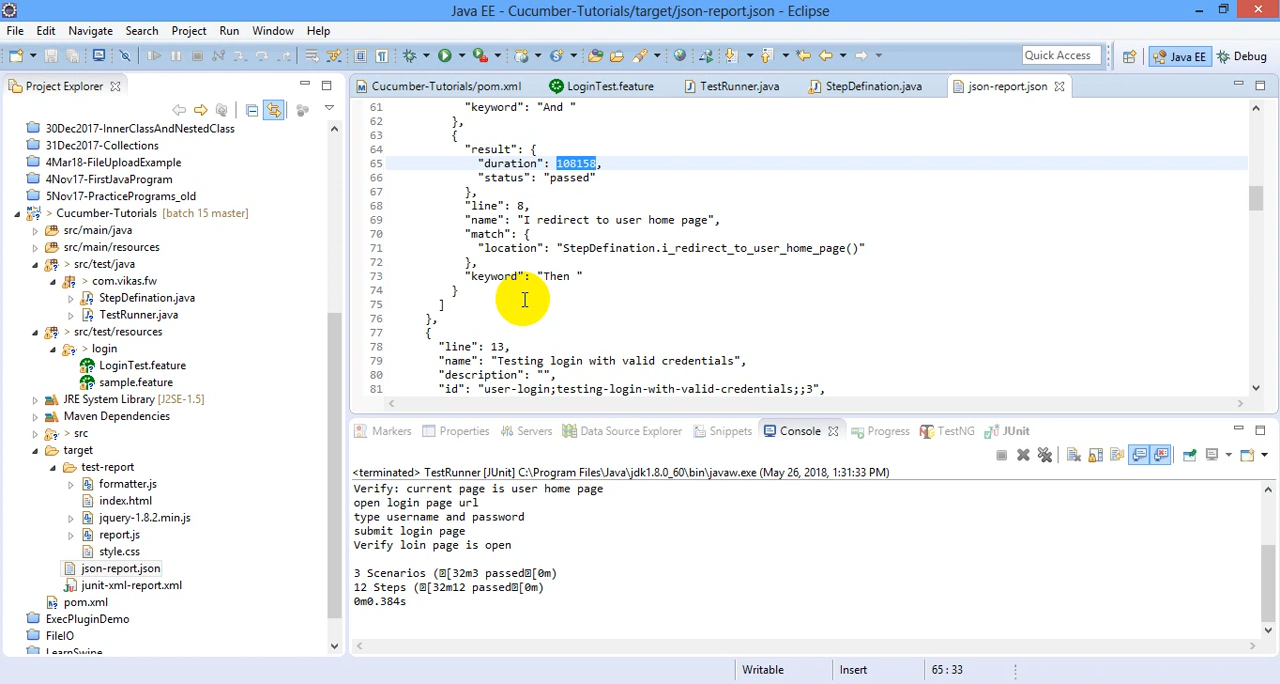 Java EE - Cucumber-Tutorials/target/json-report.json - Eclipse
File Edit Navigate Search Project Run Window Help
Quick Access Java EE Debug
Project Explorer
30Dec2017-InnerClassAndNestedClass
31Dec2017-Collections
4Mar18-FileUploadExample
4Nov17-FirstJavaProgram
5Nov17-PracticePrograms_old
> Cucumber-Tutorials [batch 15 master]
src/main/java
src/main/resources
> src/test/java
> com.vikas.fw
StepDefination.java
TestRunner.java
> src/test/resources
> login
LoginTest.feature
sample.feature
JRE System Library [J2SE-1.5]
Maven Dependencies
> src
target
test-report
formatter.js
index.html
jquery-1.8.2.min.js
report.js
style.css
json-report.json
junit-xml-report.xml
pom.xml
ExecPluginDemo
FileIO
LearnSwing
Cucumber-Tutorials/pom.xml LoginTest.feature TestRunner.java StepDefination.java json-report.json
61 "keyword": "And "
62 },
63 {
64 "result": {
65 "duration": 108158,
66 "status": "passed"
67 },
68 "line": 8,
69 "name": "I redirect to user home page",
70 "match": {
71 "location": "StepDefination.i_redirect_to_user_home_page()"
72 },
73 "keyword": "Then "
74 }
75 ]
76 },
77 {
78 "line": 13,
79 "name": "Testing login with valid credentials",
80 "description": "",
81 "id": "user-login;testing-login-with-valid-credentials;;3",
Markers Properties Servers Data Source Explorer Snippets Console Progress TestNG JUnit
<terminated> TestRunner [JUnit] C:\Program Files\Java\jdk1.8.0_60\bin\javaw.exe (May 26, 2018, 1:31:33 PM)
Verify: current page is user home page
open login page url
type username and password
submit login page
Verify loin page is open
3 Scenarios ([32m3 passed[0m)
12 Steps ([32m12 passed[0m)
0m0.384s
Writable Insert 65 : 33